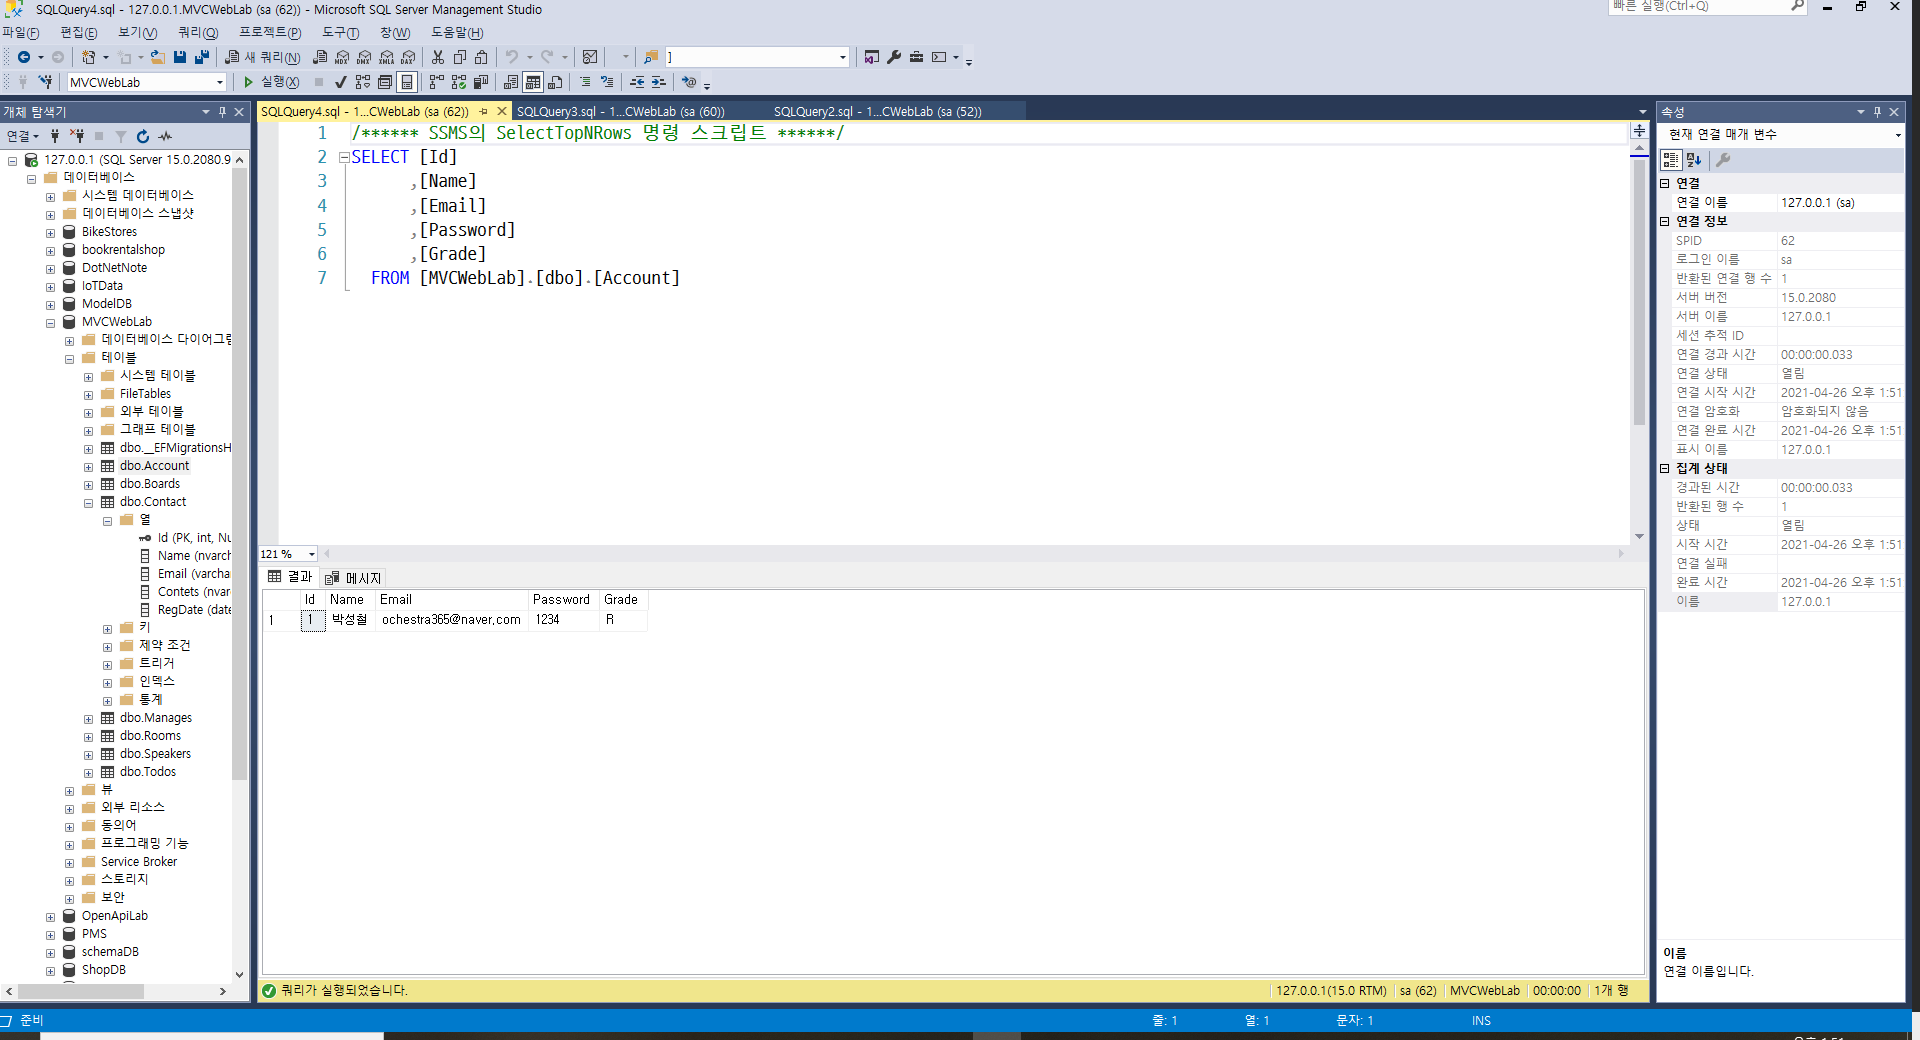 SQLQuery4.sql - 127.0.0.1.MVCWebLab (sa (62)) - Microsoft SQL Server Management Studio
빠른 실행(Ctrl+Q)
파일(F) 편집(E) 보기(V) 쿼리(Q) 프로젝트(P) 도구(T) 창(W) 도움말(H)
새 쿼리(N) MDX DMX XMLA DAX ]
MVCWebLab 실행(X)
개체 탐색기
연결
127.0.0.1 (SQL Server 15.0.2080.9
데이터베이스
시스템 데이터베이스
데이터베이스 스냅샷
BikeStores
bookrentalshop
DotNetNote
IoTData
ModelDB
MVCWebLab
데이터베이스 다이어그램
테이블
시스템 테이블
FileTables
외부 테이블
그래프 테이블
dbo.__EFMigrationsH
dbo.Account
dbo.Boards
dbo.Contact
열
Id (PK, int, Nu
Name (nvarch
Email (varcha
Contets (nvar
RegDate (date
키
제약 조건
트리거
인덱스
통계
dbo.Manages
dbo.Rooms
dbo.Speakers
dbo.Todos
뷰
외부 리소스
동의어
프로그래밍 기능
Service Broker
스토리지
보안
OpenApiLab
PMS
schemaDB
ShopDB
SQLQuery4.sql - 1...CWebLab (sa (62)) SQLQuery3.sql - 1...CWebLab (sa (60)) SQLQuery2.sql - 1...CWebLab (sa (52))
1 /****** SSMS의 SelectTopNRows 명령 스크립트 ******/
2 SELECT [Id]
3 ,[Name]
4 ,[Email]
5 ,[Password]
6 ,[Grade]
7 FROM [MVCWebLab].[dbo].[Account]
121 %
결과 메시지
Id Name Email Password Grade
1 1 박성철 ochestra365@naver.com 1234 R
쿼리가 실행되었습니다. 127.0.0.1(15.0 RTM) sa (62) MVCWebLab 00:00:00 1개 행
속성
현재 연결 매개 변수
연결
연결 이름 127.0.0.1 (sa)
연결 정보
SPID 62
로그인 이름 sa
반환된 연결 행 수 1
서버 버전 15.0.2080
서버 이름 127.0.0.1
세션 추적 ID
연결 경과 시간 00:00:00.033
연결 상태 열림
연결 시작 시간 2021-04-26 오후 1:51
연결 암호화 암호화되지 않음
연결 완료 시간 2021-04-26 오후 1:51
표시 이름 127.0.0.1
집계 상태
경과된 시간 00:00:00.033
반환된 행 수 1
상태 열림
시작 시간 2021-04-26 오후 1:51
연결 실패
완료 시간 2021-04-26 오후 1:51
이름 127.0.0.1
이름
연결 이름입니다.
준비 줄: 1 열: 1 문자: 1 INS